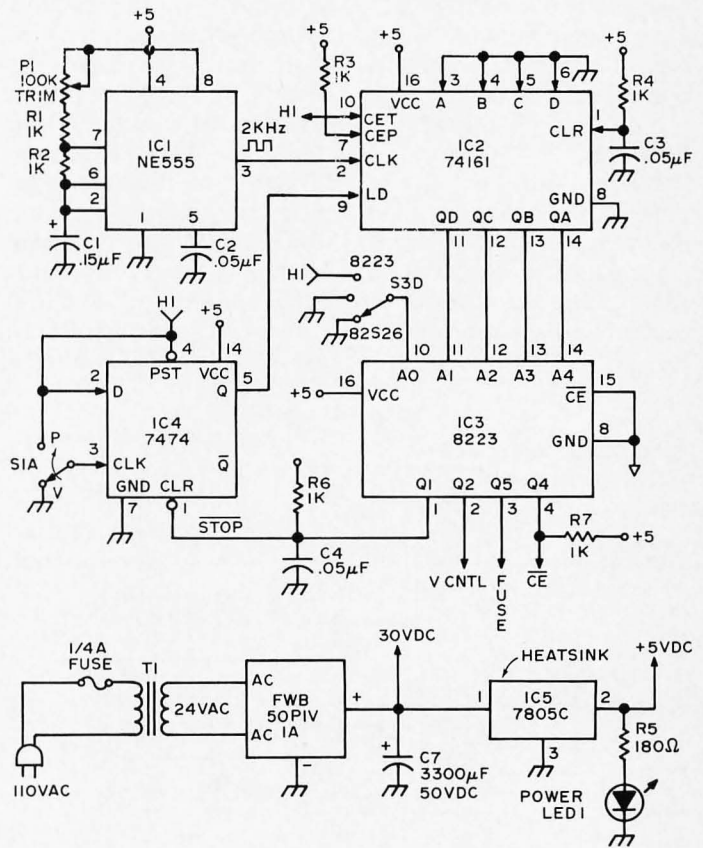 +5
P1
100K
TRIM
R1
1K
R2
1K
4
8
7
6
2
IC1
NE555
3
1
5
2KHz
+
C1
.15µF
C2
.05µF
+5
R3
1K
+5
16
VCC
3
A
4
B
5
C
6
D
+5
R4
1K
HI
10
CET
CEP
7
CLK
2
LD
9
IC2
74161
1
CLR
C3
.05µF
GND
8
QD
11
QC
12
QB
13
QA
14
HI
8223
S3D
82S26
HI
4
PST
+5
14
VCC
2
D
Q
5
IC4
7474
S1A
P
V
3
CLK
Q̅
GND
7
CLR
1
S̅T̅O̅P̅
R6
1K
C4
.05µF
10
A0
11
A1
12
A2
13
A3
14
A4
+5
16
VCC
IC3
8223
15
C̅E̅
GND
8
Q1
1
Q2
2
Q5
3
Q4
4
R7
1K
+5
V CNTL
FUSE
C̅E̅
1/4A
FUSE
T1
24VAC
110VAC
AC
AC
FWB
50PIV
1A
+
-
30VDC
+
C7
3300µF
50VDC
HEATSINK
1
IC5
7805C
2
3
+5VDC
R5
180Ω
POWER
LED1